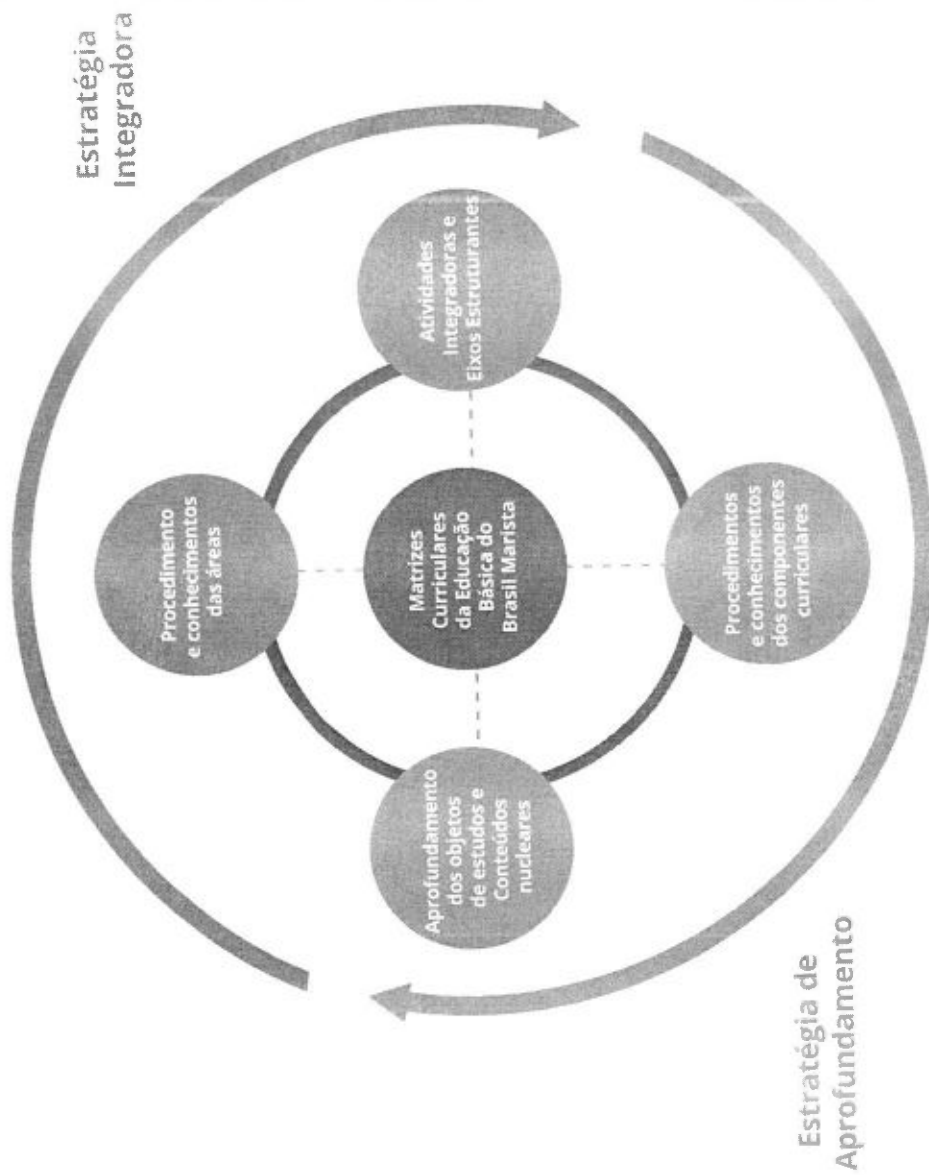 Estratégia
Integradora
Procedimento
e conhecimentos
das áreas
Atividades
Integradoras e
Eixos Estruturantes
Matrizes
Curriculares
da Educação
Básica do
Brasil Marista
Aprofundamento
dos objetos
de estudos e
Conteúdos
nucleares
Procedimentos
e conhecimentos
dos componentes
curriculares
Estratégia de
Aprofundamento